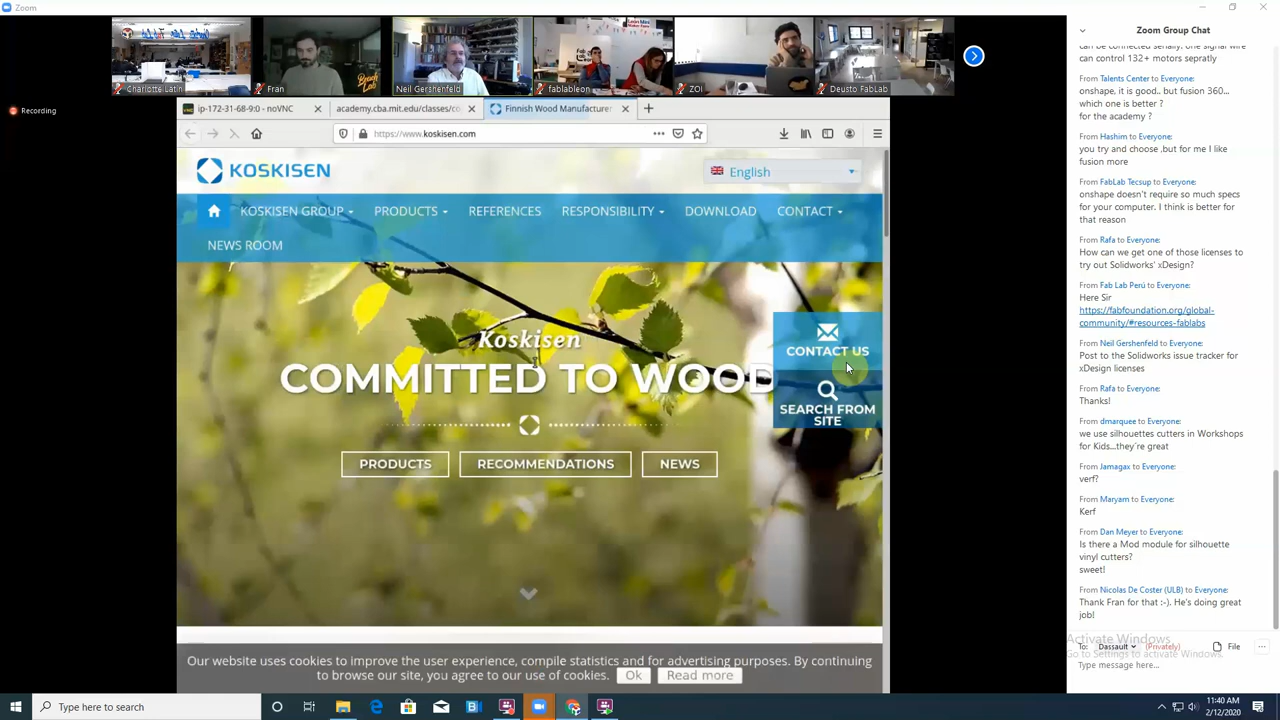 Zoom
Charlotte Latin
Fran
Neil Gershenfeld
fablableon
ZOI
Deusto FabLab
Recording
ip-172-31-68-9:0 - noVNC
academy.cba.mit.edu/classes/co
Finnish Wood Manufacturer
https://www.koskisen.com
KOSKISEN
English
KOSKISEN GROUP
PRODUCTS
REFERENCES
RESPONSIBILITY
DOWNLOAD
CONTACT
NEWS ROOM
Koskisen
COMMITTED TO WOOD
PRODUCTS
RECOMMENDATIONS
NEWS
CONTACT US
SEARCH FROM
SITE
Our website uses cookies to improve the user experience, compile statistics and for advertising purposes. By continuing
to browse our site, you agree to our use of cookies. Ok Read more
Zoom Group Chat
can be connected serially. One signal wire
can control 132+ motors sepratly
From Talents Center to Everyone:
onshape, it is good.. but fusion 360...
which one is better ?
for the academy ?
From Hashim to Everyone:
you try and choose ,but for me I like
fusion more
From FabLab Tecsup to Everyone:
onshape doesn't require so much specs
for your computer. I think is better for
that reason
From Rafa to Everyone:
How can we get one of those licenses to
try out Solidworks' xDesign?
From Fab Lab Perú to Everyone:
Here Sir
https://fabfoundation.org/global-
community/#resources-fablabs
From Neil Gershenfeld to Everyone:
Post to the Solidworks issue tracker for
xDesign licenses
From Rafa to Everyone:
Thanks!
From dmarquee to Everyone:
we use silhouettes cutters in Workshops
for Kids...they´re great
From Jamagax to Everyone:
verf?
From Maryam to Everyone:
Kerf
From Dan Meyer to Everyone:
Is there a Mod module for silhouette
vinyl cutters?
sweet!
From Nicolas De Coster (ULB) to Everyone:
Thank Fran for that :-). He's doing great
job!
Activate Windows
Go to Settings to activate Windows.
To: Dassault (Privately) File
Type message here...
Type here to search
11:40 AM
2/12/2020